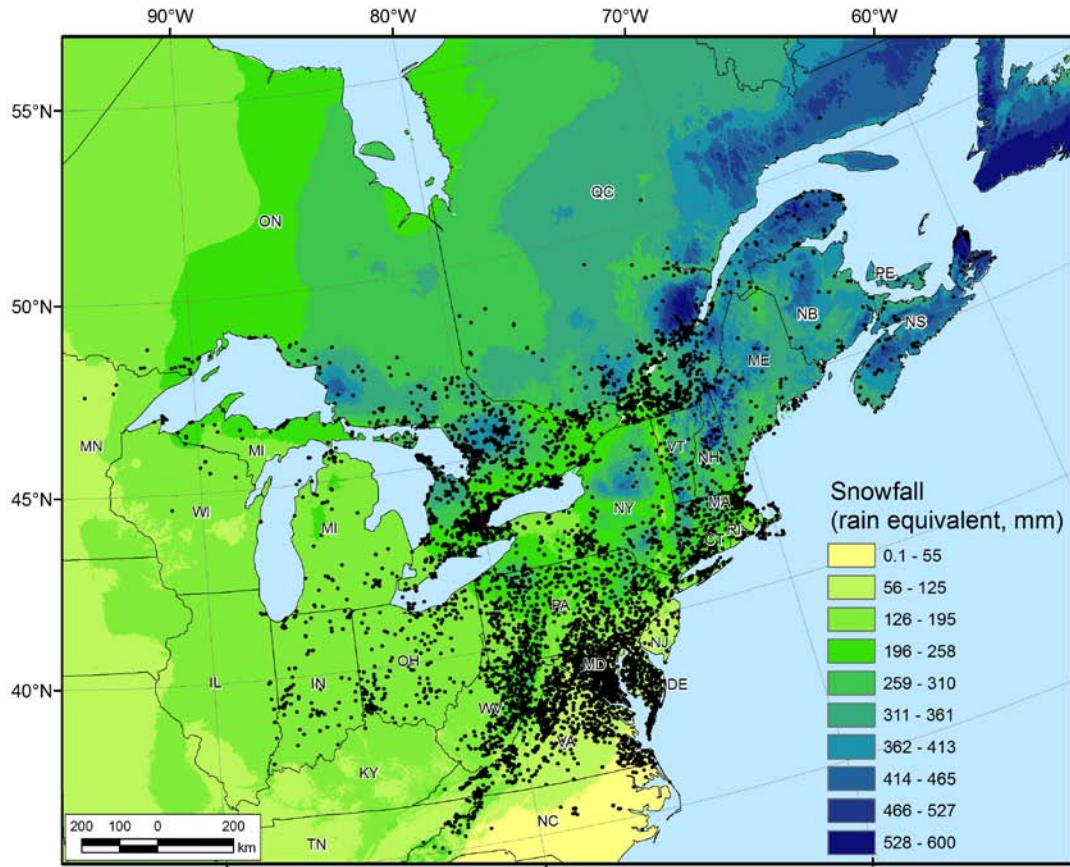 90°W 80°W 70°W 60°W
55°N
50°N
45°N
40°N
QC
ON
PE
NB
NS
ME
MN
MI
VT
NH
WI
MI
NY
MA
RI
CT
PA
NJ
OH
MD
IL
IN
DE
WV
VA
KY
NC
TN
Snowfall
(rain equivalent, mm)
0.1 - 55
56 - 125
126 - 195
196 - 258
259 - 310
311 - 361
362 - 413
414 - 465
466 - 527
528 - 600
200 100 0 200
km